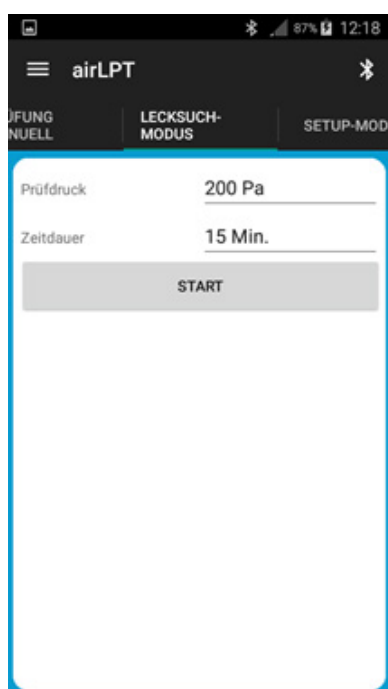 87% 12:18
airLPT
ÜFUNG
NUELL
LECKSUCH-
MODUS
SETUP-MOD
Prüfdruck 200 Pa
Zeitdauer 15 Min.
START